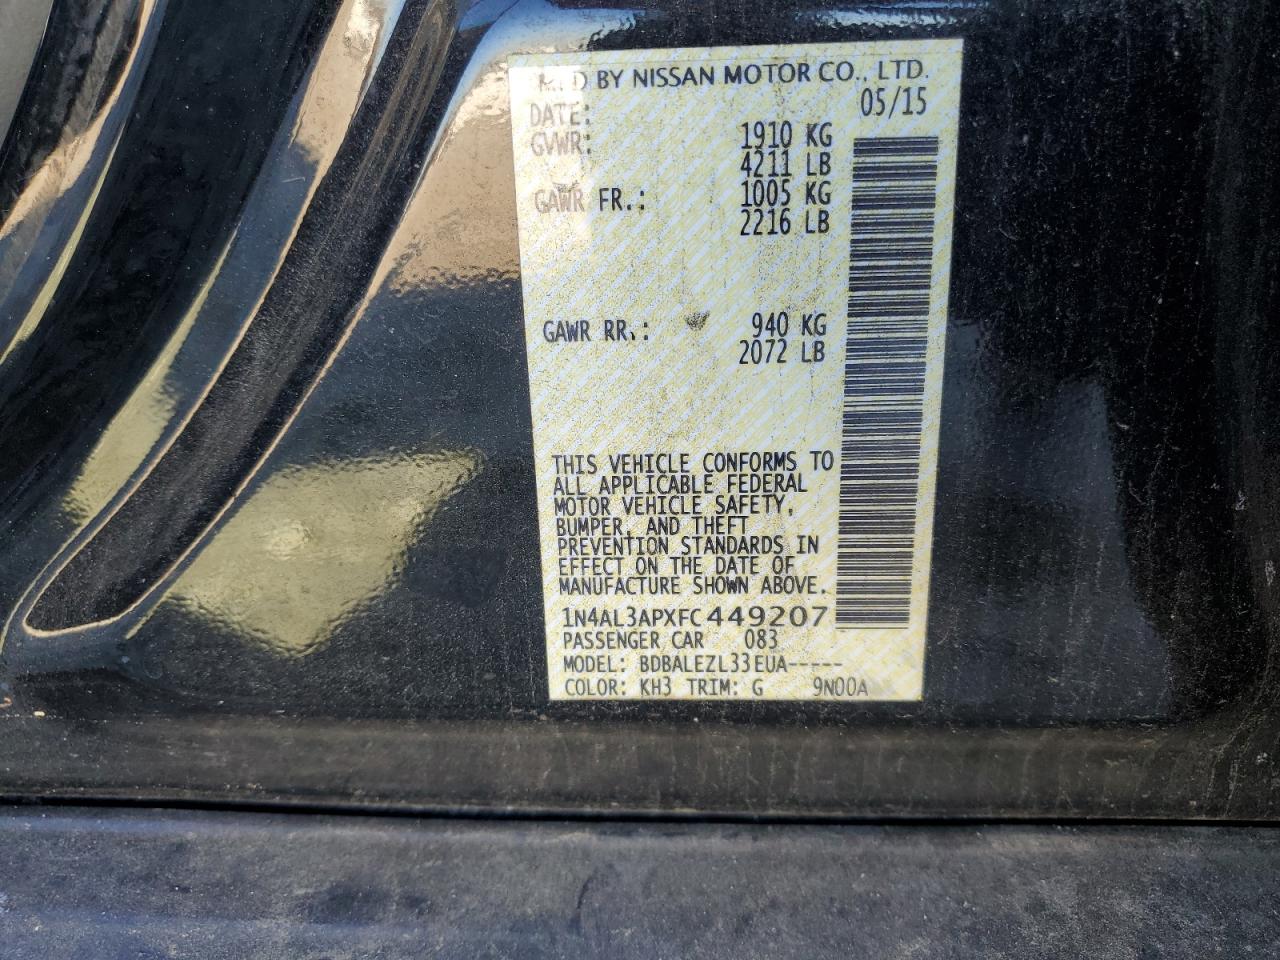 MFD BY NISSAN MOTOR CO., LTD.
DATE: 05/15
GVWR: 1910 KG
4211 LB
GAWR FR.: 1005 KG
2216 LB
GAWR RR.: 940 KG
2072 LB
THIS VEHICLE CONFORMS TO
ALL APPLICABLE FEDERAL
MOTOR VEHICLE SAFETY,
BUMPER, AND THEFT
PREVENTION STANDARDS IN
EFFECT ON THE DATE OF
MANUFACTURE SHOWN ABOVE.
1N4AL3APXFC449207
PASSENGER CAR 083
MODEL: BDBALEZL33EUA-----
COLOR: KH3 TRIM: G 9N00A